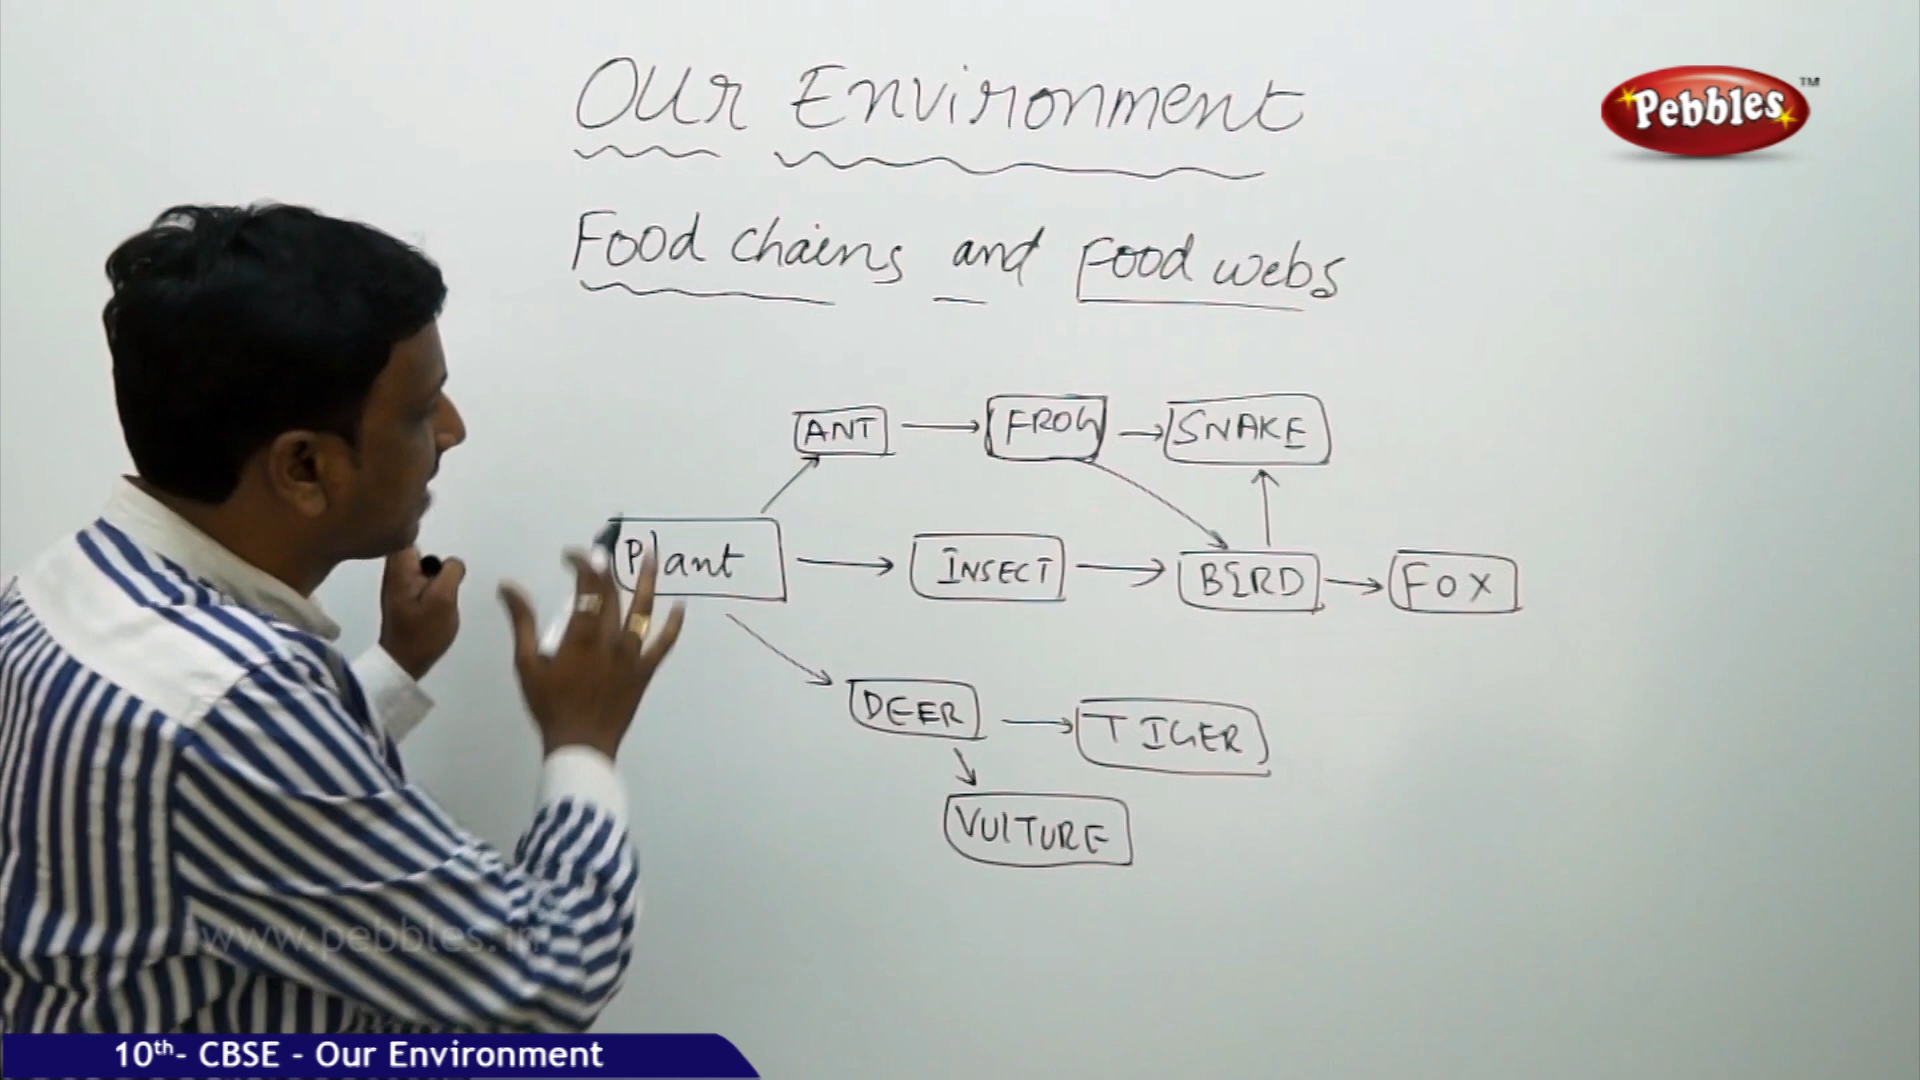 Our Environment
Pebbles™
Food chains and Food webs
ANT FROG SNAKE
Plant INSECT BIRD FOX
DEER TIGER
VULTURE
www.pebbles.in
10th- CBSE - Our Environment